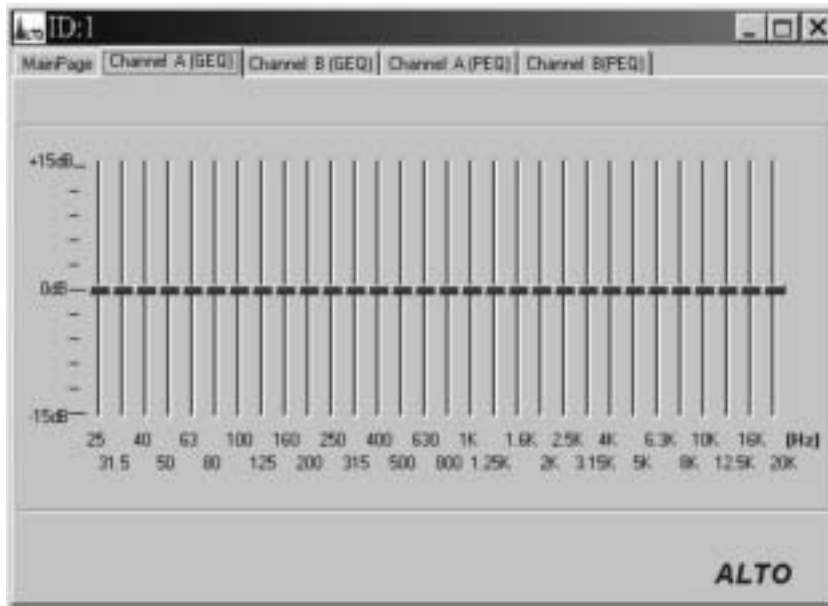 ALTO ID:1
MainPage Channel A (GEQ) Channel B (GEQ) Channel A (PEQ) Channel B(PEQ)
+15dB
0dB
-15dB
25 40 63 100 160 250 400 630 1K 1.6K 2.5K 4K 6.3K 10K 16K (Hz)
31.5 50 80 125 200 315 500 800 1.25K 2K 3.15K 5K 8K 12.5K 20K
ALTO